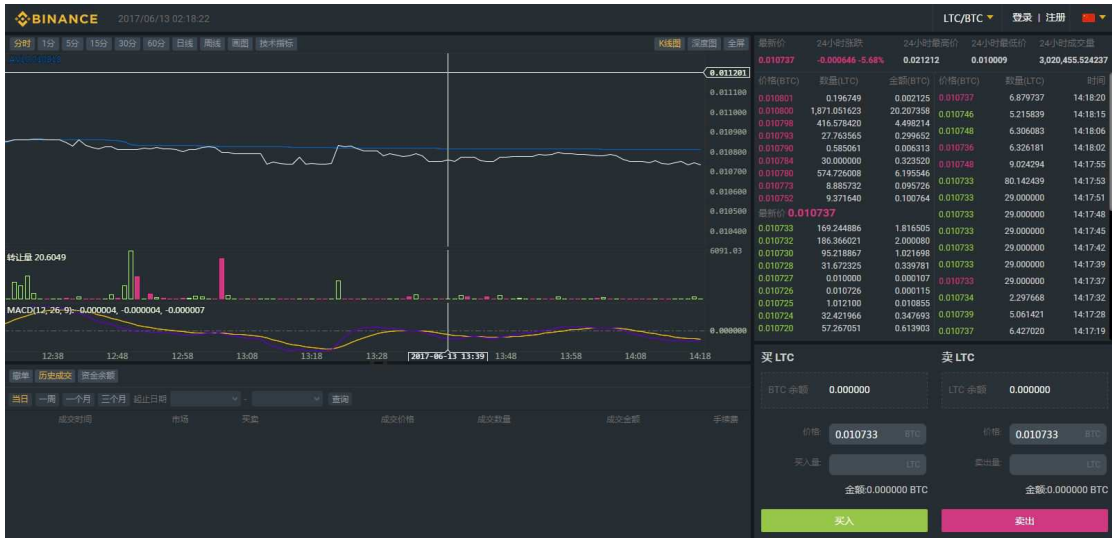 BINANCE 2017/06/13 02:18:22 LTC/BTC 登录 | 注册
分时 1分 5分 15分 30分 60分 日线 周线 画图 技术指标 K线图 深度图 全屏
0.011201
0.011100
0.011000
0.010900
0.010800
0.010700
0.010600
0.010500
0.010400
6091.03
转让量 20.6049
MACD(12, 26, 9): -0.000004, -0.000004, -0.000007
0.000000
12:38 12:48 12:58 13:08 13:18 13:28 2017-06-13 13:39 13:48 13:58 14:08 14:18
撤单 历史成交 资金余额
当日 一周 一个月 三个月 起止日期 - 查询
成交时间 市场 买卖 成交价格 成交数量 成交金额 手续费
最新价 24小时涨跌 24小时最高价 24小时最低价 24小时成交量
0.010737 -0.000646 -5.68% 0.021212 0.010009 3,020,455.524237
价格(BTC) 数量(LTC) 金额(BTC)
0.010801 0.196749 0.002125
0.010800 1,871.051623 20.207358
0.010798 416.578420 4.498214
0.010793 27.763565 0.299652
0.010790 0.585061 0.006313
0.010784 30.000000 0.323520
0.010780 574.726008 6.195546
0.010773 8.885732 0.095726
0.010752 9.371640 0.100764
最新价 0.010737
0.010733 169.244886 1.816505
0.010732 186.366021 2.000080
0.010730 95.218867 1.021698
0.010728 31.672325 0.339781
0.010727 0.010000 0.000107
0.010726 0.010726 0.000115
0.010725 1.012100 0.010855
0.010724 32.421966 0.347693
0.010720 57.267051 0.613903
价格(BTC) 数量(LTC) 时间
0.010737 6.879737 14:18:20
0.010746 5.215839 14:18:15
0.010748 6.306083 14:18:06
0.010736 6.326181 14:18:02
0.010748 9.024294 14:17:55
0.010733 80.142439 14:17:53
0.010733 29.000000 14:17:51
0.010733 29.000000 14:17:48
0.010733 29.000000 14:17:45
0.010733 29.000000 14:17:42
0.010733 29.000000 14:17:39
0.010733 29.000000 14:17:37
0.010734 2.297668 14:17:32
0.010739 5.061421 14:17:28
0.010737 6.427020 14:17:19
买 LTC
BTC 余额 0.000000
价格: 0.010733 BTC
买入量: LTC
金额:0.000000 BTC
买入
卖 LTC
LTC 余额 0.000000
价格: 0.010733 BTC
卖出量: LTC
金额:0.000000 BTC
卖出